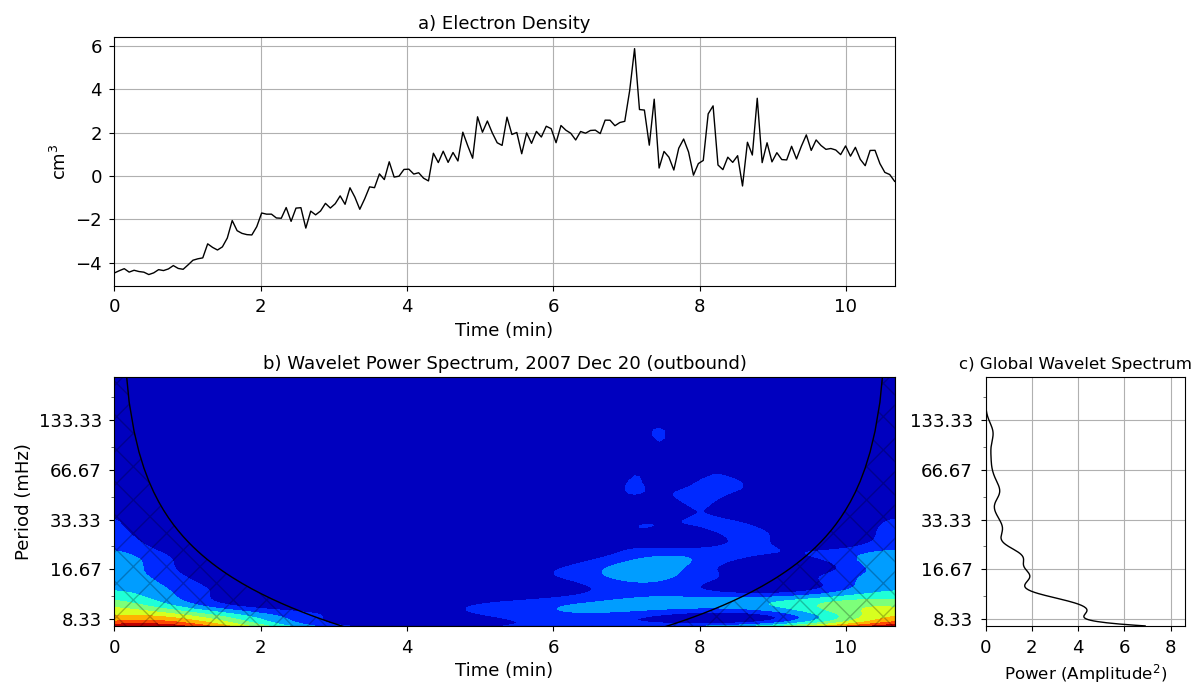 a) Electron Density
6
4
2
0
−2
−4
cm³
0 2 4 6 8 10
Time (min)
b) Wavelet Power Spectrum, 2007 Dec 20 (outbound)
133.33
66.67
33.33
16.67
8.33
Period (mHz)
0 2 4 6 8 10
Time (min)
c) Global Wavelet Spectrum
133.33
66.67
33.33
16.67
8.33
0 2 4 6 8
Power (Amplitude²)